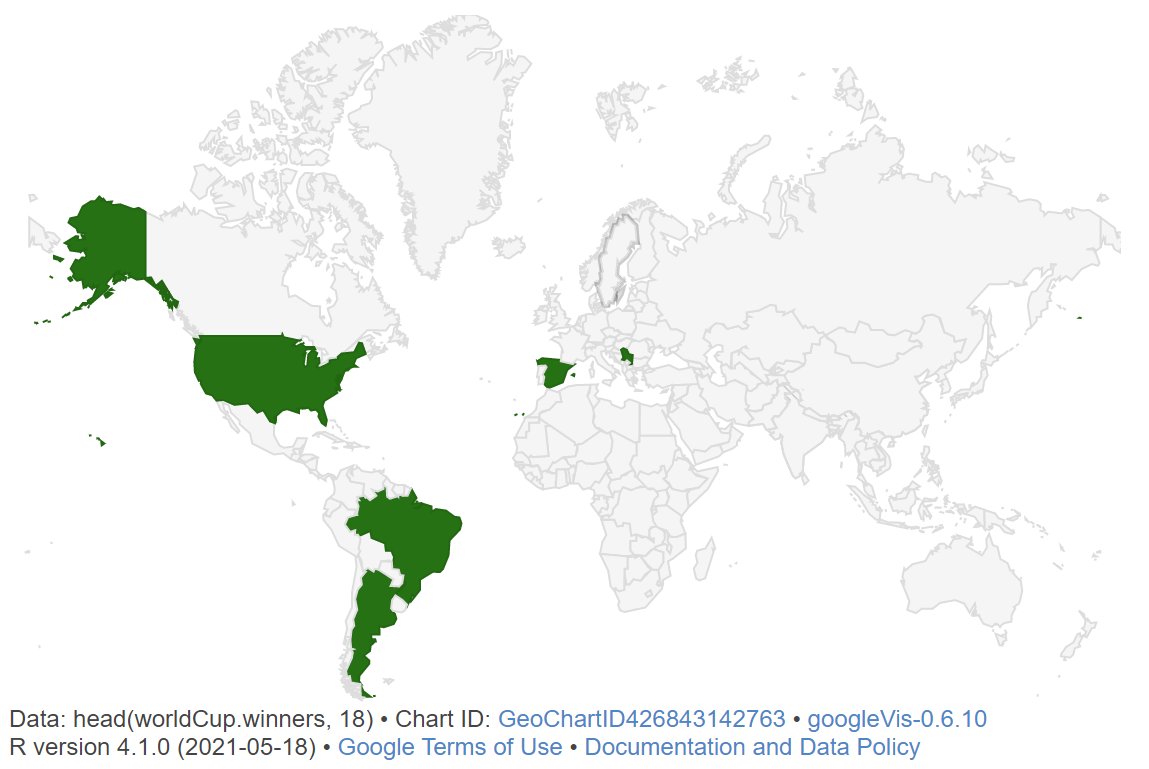 Data: head(worldCup.winners, 18) • Chart ID: GeoChartID426843142763 • googleVis-0.6.10
R version 4.1.0 (2021-05-18) • Google Terms of Use • Documentation and Data Policy